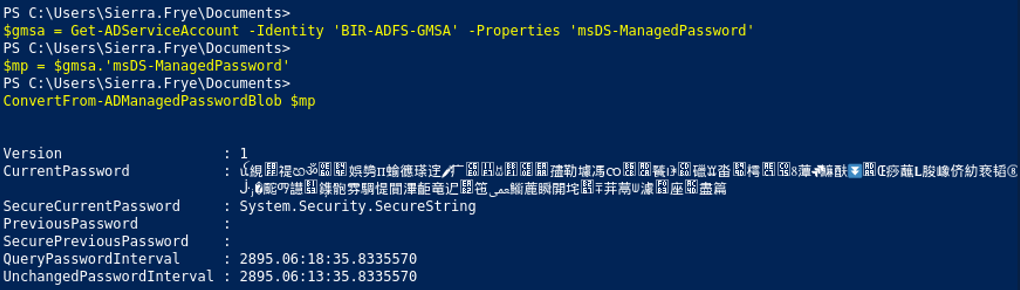 PS C:\Users\Sierra.Frye\Documents>
$gmsa = Get-ADServiceAccount -Identity 'BIR-ADFS-GMSA' -Properties 'msDS-ManagedPassword'
PS C:\Users\Sierra.Frye\Documents>
$mp = $gmsa.'msDS-ManagedPassword'
PS C:\Users\Sierra.Frye\Documents>
ConvertFrom-ADManagedPasswordBlob $mp
Version : 1
CurrentPassword :
SecureCurrentPassword : System.Security.SecureString
PreviousPassword :
SecurePreviousPassword :
QueryPasswordInterval : 2895.06:18:35.8335570
UnchangedPasswordInterval : 2895.06:13:35.8335570